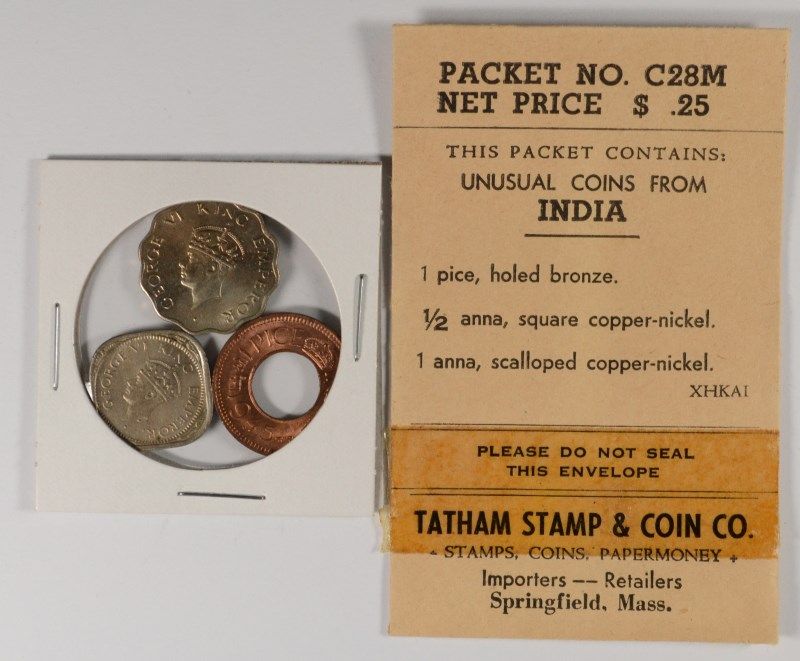 GEORGE VI KING EMPEROR
GEORGE VI KING EMPEROR
1 PICE
PACKET NO. C28M
NET PRICE $ .25
THIS PACKET CONTAINS:
UNUSUAL COINS FROM
INDIA
1 pice, holed bronze.
1/2 anna, square copper-nickel.
1 anna, scalloped copper-nickel.
XHKAI
PLEASE DO NOT SEAL
THIS ENVELOPE
TATHAM STAMP & COIN CO.
STAMPS, COINS, PAPERMONEY
Importers -- Retailers
Springfield, Mass.